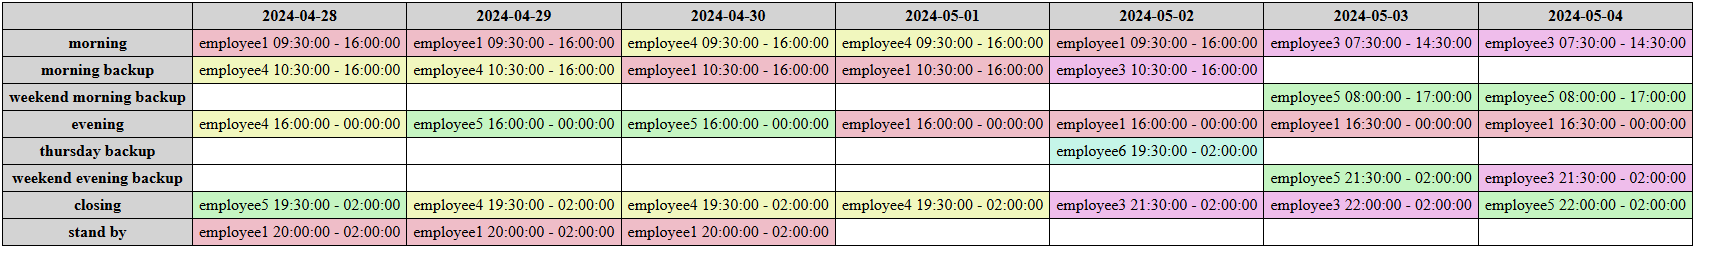 2024-04-28 2024-04-29 2024-04-30 2024-05-01 2024-05-02 2024-05-03 2024-05-04
morning employee1 09:30:00 - 16:00:00 employee1 09:30:00 - 16:00:00 employee4 09:30:00 - 16:00:00 employee4 09:30:00 - 16:00:00 employee1 09:30:00 - 16:00:00 employee3 07:30:00 - 14:30:00 employee3 07:30:00 - 14:30:00
morning backup employee4 10:30:00 - 16:00:00 employee4 10:30:00 - 16:00:00 employee1 10:30:00 - 16:00:00 employee1 10:30:00 - 16:00:00 employee3 10:30:00 - 16:00:00
weekend morning backup employee5 08:00:00 - 17:00:00 employee5 08:00:00 - 17:00:00
evening employee4 16:00:00 - 00:00:00 employee5 16:00:00 - 00:00:00 employee5 16:00:00 - 00:00:00 employee1 16:00:00 - 00:00:00 employee1 16:00:00 - 00:00:00 employee1 16:30:00 - 00:00:00 employee1 16:30:00 - 00:00:00
thursday backup employee6 19:30:00 - 02:00:00
weekend evening backup employee5 21:30:00 - 02:00:00 employee3 21:30:00 - 02:00:00
closing employee5 19:30:00 - 02:00:00 employee4 19:30:00 - 02:00:00 employee4 19:30:00 - 02:00:00 employee4 19:30:00 - 02:00:00 employee3 21:30:00 - 02:00:00 employee3 22:00:00 - 02:00:00 employee5 22:00:00 - 02:00:00
stand by employee1 20:00:00 - 02:00:00 employee1 20:00:00 - 02:00:00 employee1 20:00:00 - 02:00:00